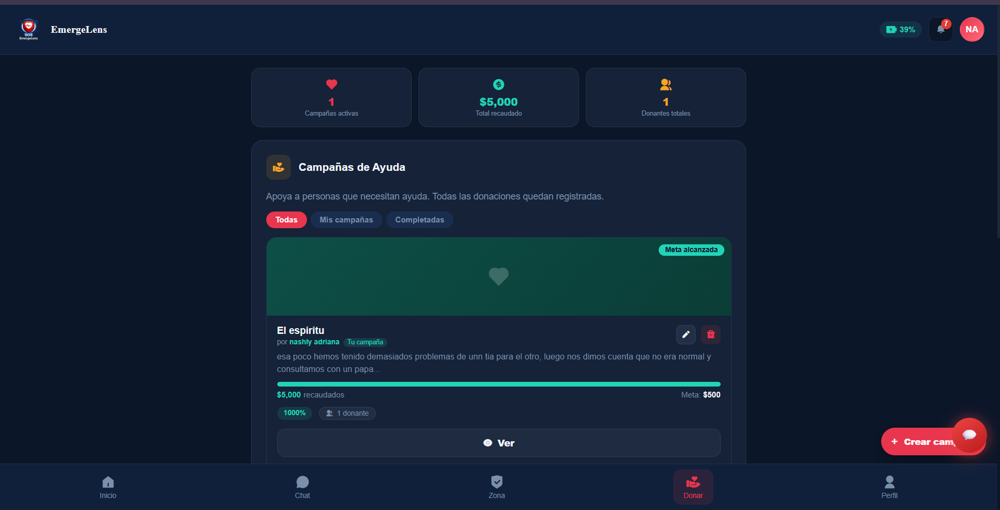 SOS
EmergeLens
EmergeLens
39%
7
NA
1
Campañas activas
$5,000
Total recaudado
1
Donantes totales
Campañas de Ayuda
Apoya a personas que necesitan ayuda. Todas las donaciones quedan registradas.
Todas
Mis campañas
Completadas
Meta alcanzada
El espiritu
por nashly adriana Tu campaña
esa poco hemos tenido demasiados problemas de unn tia para el otro, luego nos dimos cuenta que no era normal y
consultamos con un papa...
$5,000 recaudados
Meta: $500
1000%
1 donante
Ver
+ Crear cam
Inicio
Chat
Zona
Donar
Perfil